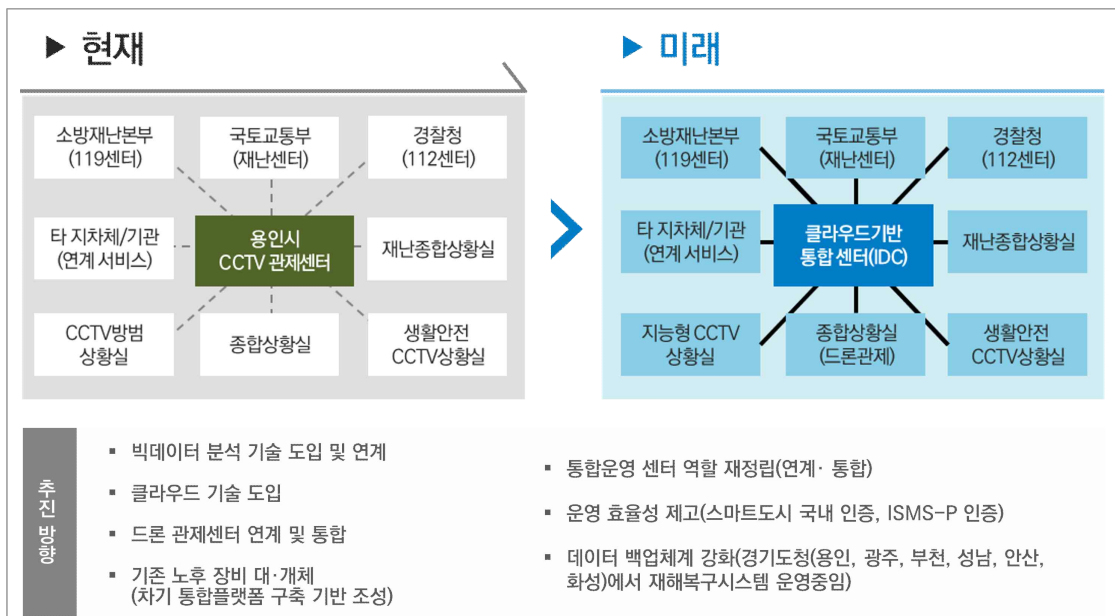 ▶ 현재
소방재난본부
(119센터)
국토교통부
(재난센터)
경찰청
(112센터)
타 지차체/기관
(연계 서비스)
용인시
CCTV 관제센터
재난종합상황실
CCTV방범
상황실
종합상황실
생활안전
CCTV상황실
▶ 미래
소방재난본부
(119센터)
국토교통부
(재난센터)
경찰청
(112센터)
타 지차체/기관
(연계 서비스)
클라우드기반
통합 센터(IDC)
재난종합상황실
지능형 CCTV
상황실
종합상황실
(드론관제)
생활안전
CCTV상황실
추진 방향
▪ 빅데이터 분석 기술 도입 및 연계
▪ 클라우드 기술 도입
▪ 드론 관제센터 연계 및 통합
▪ 기존 노후 장비 대·개체
(차기 통합플랫폼 구축 기반 조성)
▪ 통합운영 센터 역할 재정립(연계· 통합)
▪ 운영 효율성 제고(스마트도시 국내 인증, ISMS-P 인증)
▪ 데이터 백업체계 강화(경기도청(용인, 광주, 부천, 성남, 안산,
화성)에서 재해복구시스템 운영중임)